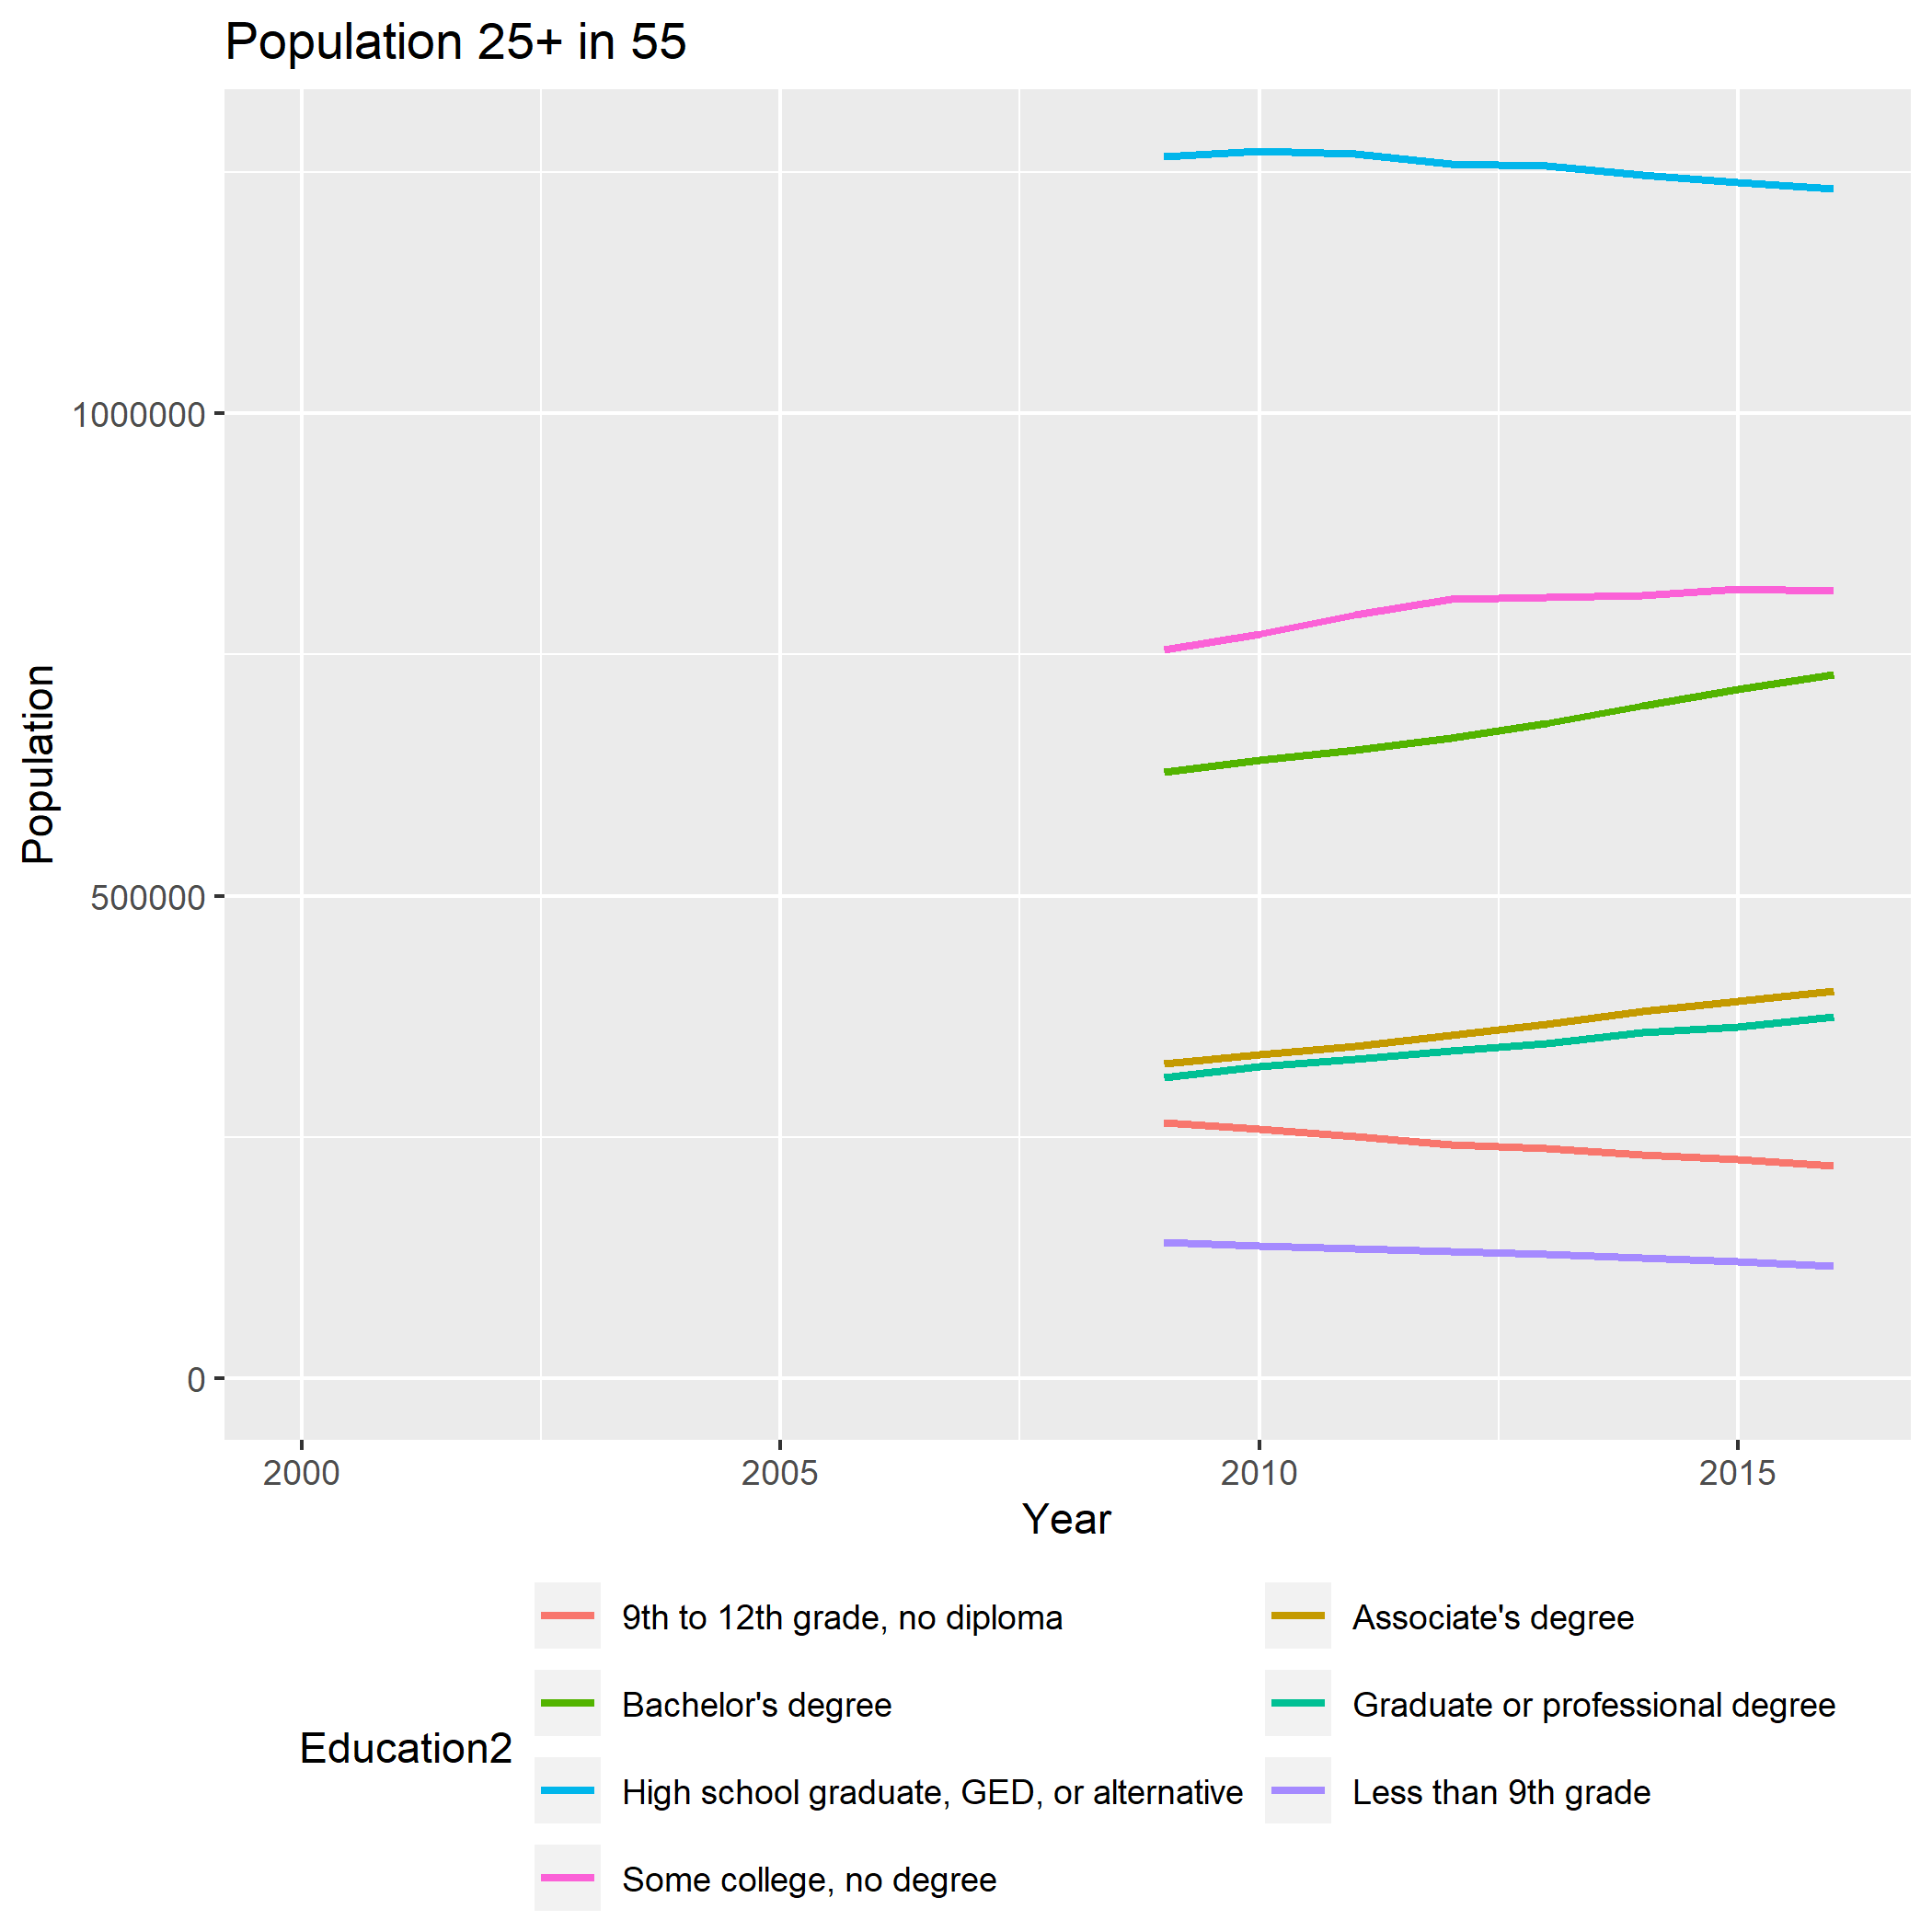 Population 25+ in 55
Population
1000000
500000
0
2000 2005 2010 2015
Year
Education2
9th to 12th grade, no diploma
Associate's degree
Bachelor's degree
Graduate or professional degree
High school graduate, GED, or alternative
Less than 9th grade
Some college, no degree